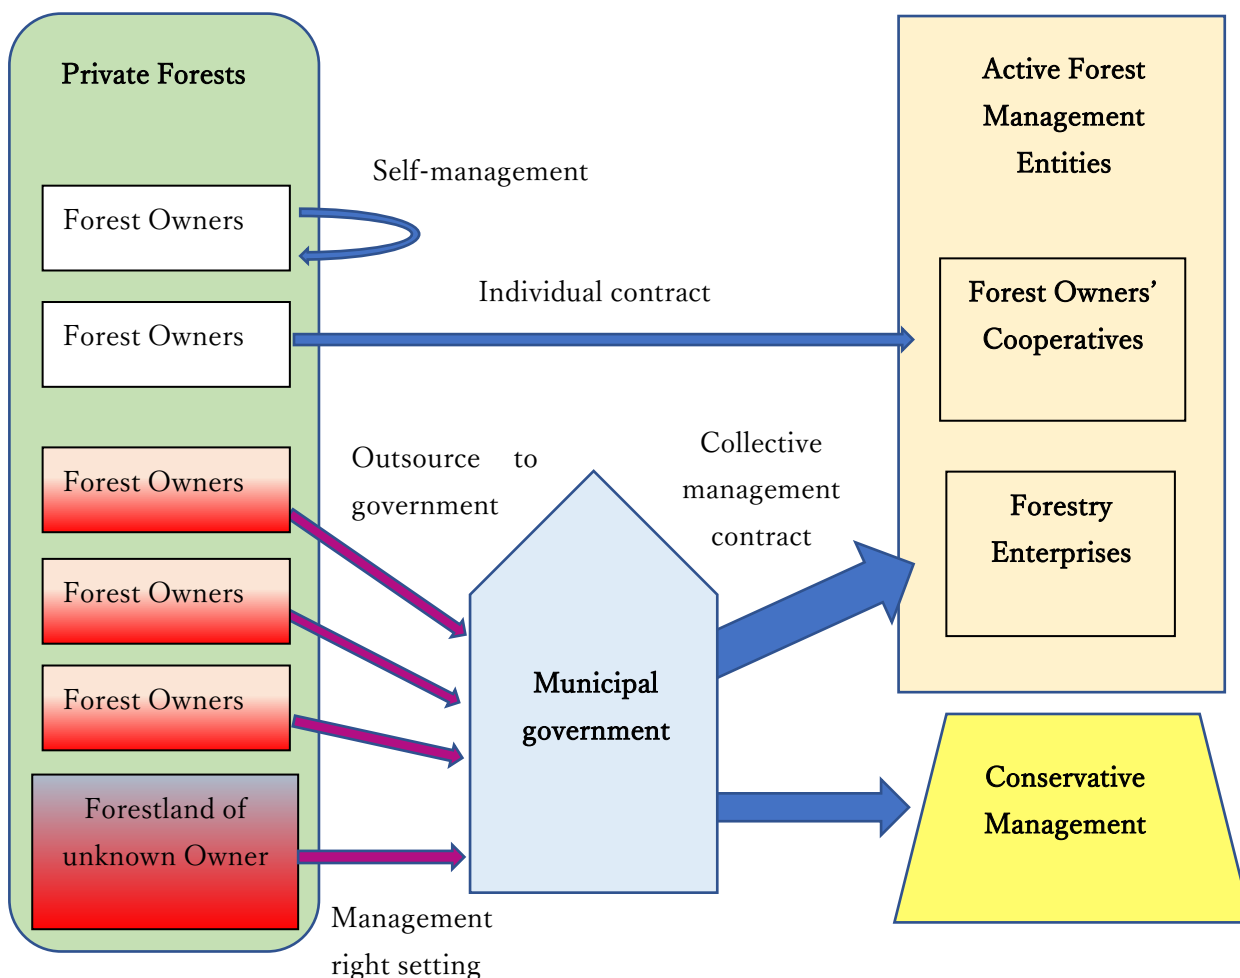 Private Forests
Forest Owners
Forest Owners
Forest Owners
Forest Owners
Forest Owners
Forestland of
unknown Owner
Self-management
Individual contract
Outsource to
government
Management
right setting
Municipal
government
Collective
management
contract
Active Forest
Management
Entities
Forest Owners’
Cooperatives
Forestry
Enterprises
Conservative
Management